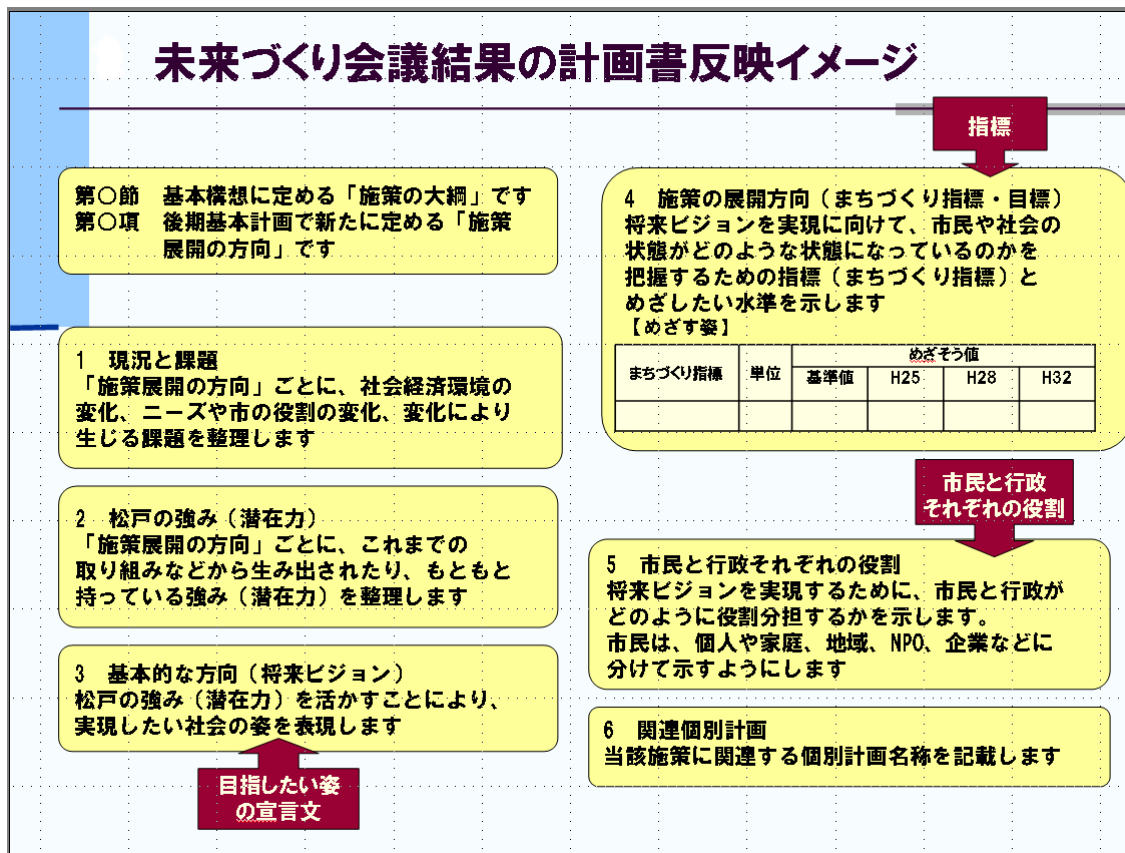 未来づくり会議結果の計画書反映イメージ
第○節　基本構想に定める「施策の大綱」です
第○項　後期基本計画で新たに定める「施策
展開の方向」です
1　現況と課題
「施策展開の方向」ごとに、社会経済環境の
変化、ニーズや市の役割の変化、変化により
生じる課題を整理します
2　松戸の強み（潜在力）
「施策展開の方向」ごとに、これまでの
取り組みなどから生み出されたり、もともと
持っている強み（潜在力）を整理します
3　基本的な方向（将来ビジョン）
松戸の強み（潜在力）を活かすことにより、
実現したい社会の姿を表現します
目指したい姿
の宣言文
指標
4　施策の展開方向（まちづくり指標・目標）
将来ビジョンを実現に向けて、市民や社会の
状態がどのような状態になっているのかを
把握するための指標（まちづくり指標）と
めざしたい水準を示します
【めざす姿】
まちづくり指標　単位　めざそう値
基準値　H25　H28　H32
市民と行政
それぞれの役割
5　市民と行政それぞれの役割
将来ビジョンを実現するために、市民と行政が
どのように役割分担するかを示します。
市民は、個人や家庭、地域、NPO、企業などに
分けて示すようにします
6　関連個別計画
当該施策に関連する個別計画名称を記載します